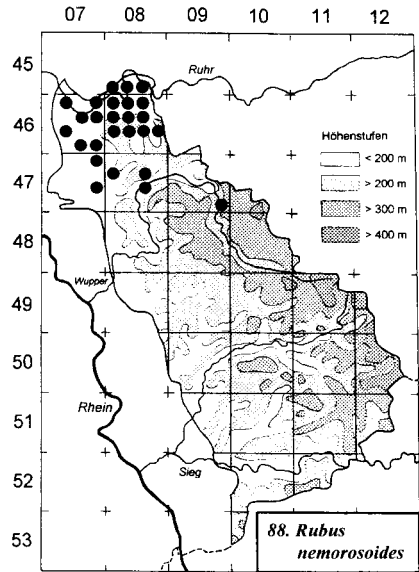 07 08 09 10 11 12
45
46
47
48
49
50
51
52
53
Ruhr
Höhenstufen
< 200 m
> 200 m
> 300 m
> 400 m
Wupper
Rhein
Sieg
88. Rubus
nemorosoides